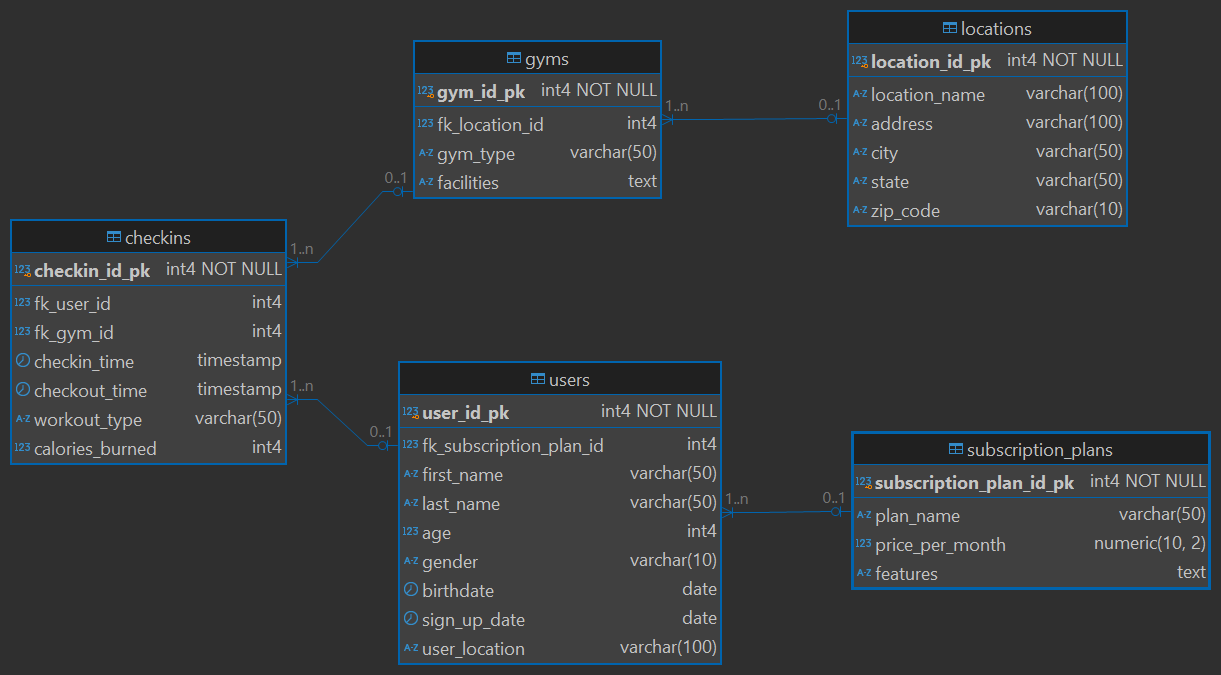 locations
123 location_id_pk int4 NOT NULL
A-Z location_name varchar(100)
A-Z address varchar(100)
A-Z city varchar(50)
A-Z state varchar(50)
A-Z zip_code varchar(10)
gyms
123 gym_id_pk int4 NOT NULL
123 fk_location_id int4
A-Z gym_type varchar(50)
A-Z facilities text
1..n
0..1
0..1
1..n
checkins
123 checkin_id_pk int4 NOT NULL
123 fk_user_id int4
123 fk_gym_id int4
checkin_time timestamp
checkout_time timestamp
A-Z workout_type varchar(50)
123 calories_burned int4
1..n
0..1
users
123 user_id_pk int4 NOT NULL
123 fk_subscription_plan_id int4
A-Z first_name varchar(50)
A-Z last_name varchar(50)
123 age int4
A-Z gender varchar(10)
birthdate date
sign_up_date date
A-Z user_location varchar(100)
1..n
0..1
subscription_plans
123 subscription_plan_id_pk int4 NOT NULL
A-Z plan_name varchar(50)
123 price_per_month numeric(10, 2)
A-Z features text